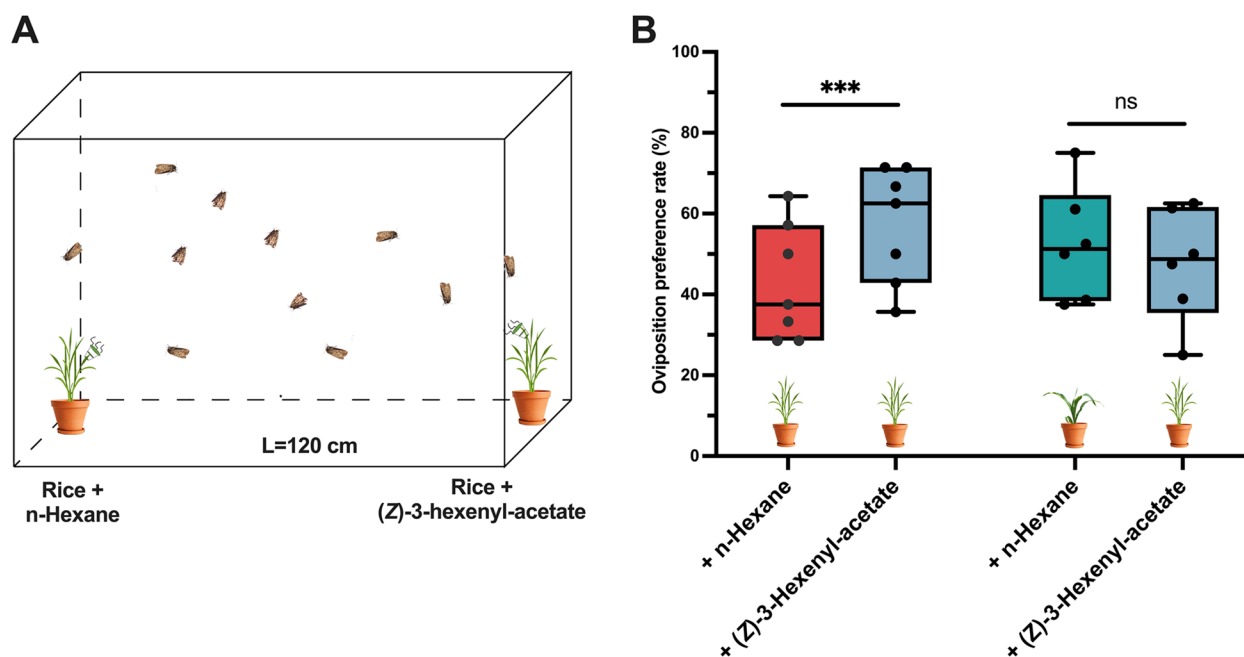 A
L=120 cm
Rice +
n-Hexane
Rice +
(Z)-3-hexenyl-acetate
B
Oviposition preference rate (%)
100
80
60
40
20
0
***
ns
+ n-Hexane
+ (Z)-3-Hexenyl-acetate
+ n-Hexane
+ (Z)-3-Hexenyl-acetate